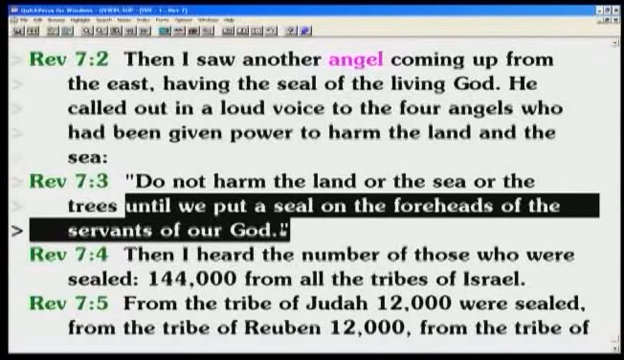 Rev 7:2 Then I saw another angel coming up from
the east, having the seal of the living God. He
called out in a loud voice to the four angels who
had been given power to harm the land and the
sea:
Rev 7:3 "Do not harm the land or the sea or the
trees until we put a seal on the foreheads of the
> servants of our God."
Rev 7:4 Then I heard the number of those who were
sealed: 144,000 from all the tribes of Israel.
Rev 7:5 From the tribe of Judah 12,000 were sealed,
from the tribe of Reuben 12,000, from the tribe of